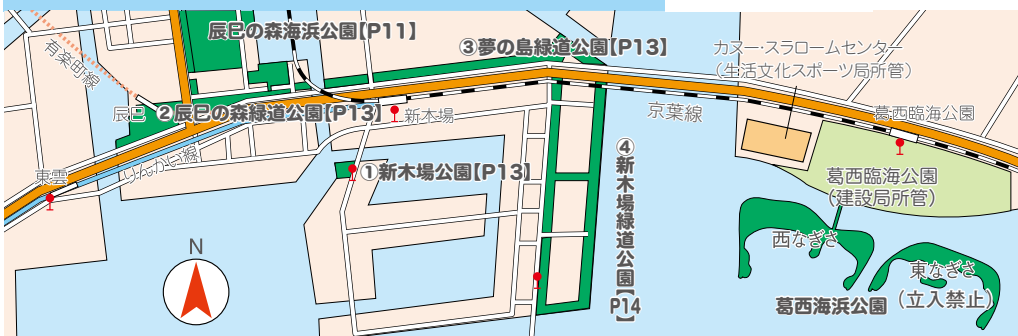 辰巳の森海浜公園【P11】
③夢の島緑道公園【P13】
カヌー・スラロームセンター
（生活文化スポーツ局所管）
有楽町線
辰巳
2辰巳の森緑道公園【P13】
新木場
京葉線
葛西臨海公園
りんかい線
東雲
①新木場公園【P13】
④新木場緑道公園【P14】
葛西臨海公園
（建設局所管）
西なぎさ
東なぎさ
（立入禁止）
葛西海浜公園
N